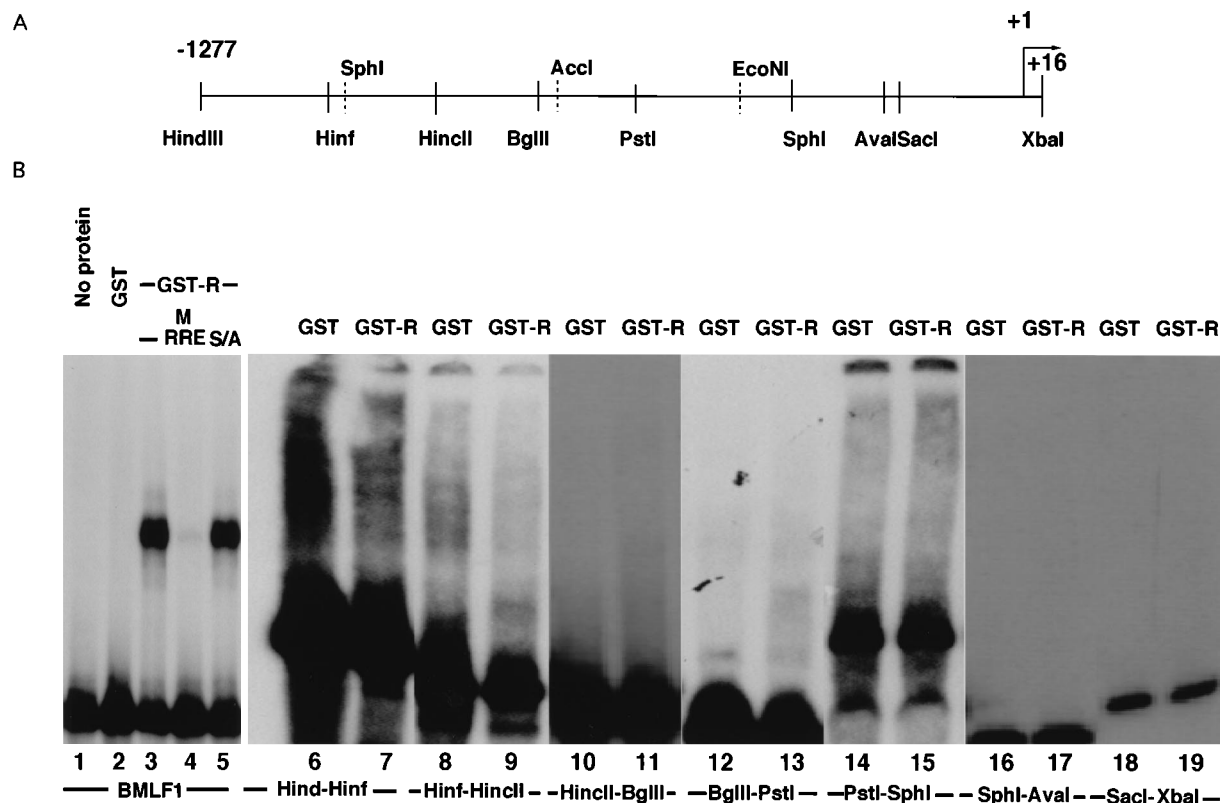 A
+1
-1277
SphI
AccI
EcoNI
+16
HindIII
Hinf
HincII
BglII
PstI
SphI
AvaI
SacI
XbaI
B
No protein
GST
GST-R
M
– RRE S/A
GST GST-R GST GST-R GST GST-R GST GST-R GST GST-R GST GST-R GST GST-R
1 2 3 4 5 6 7 8 9 10 11 12 13 14 15 16 17 18 19
BMLF1 Hind-Hinf Hinf-HincII HincII-BglII BglII-PstI PstI-SphI SphI-AvaI SacI-XbaI